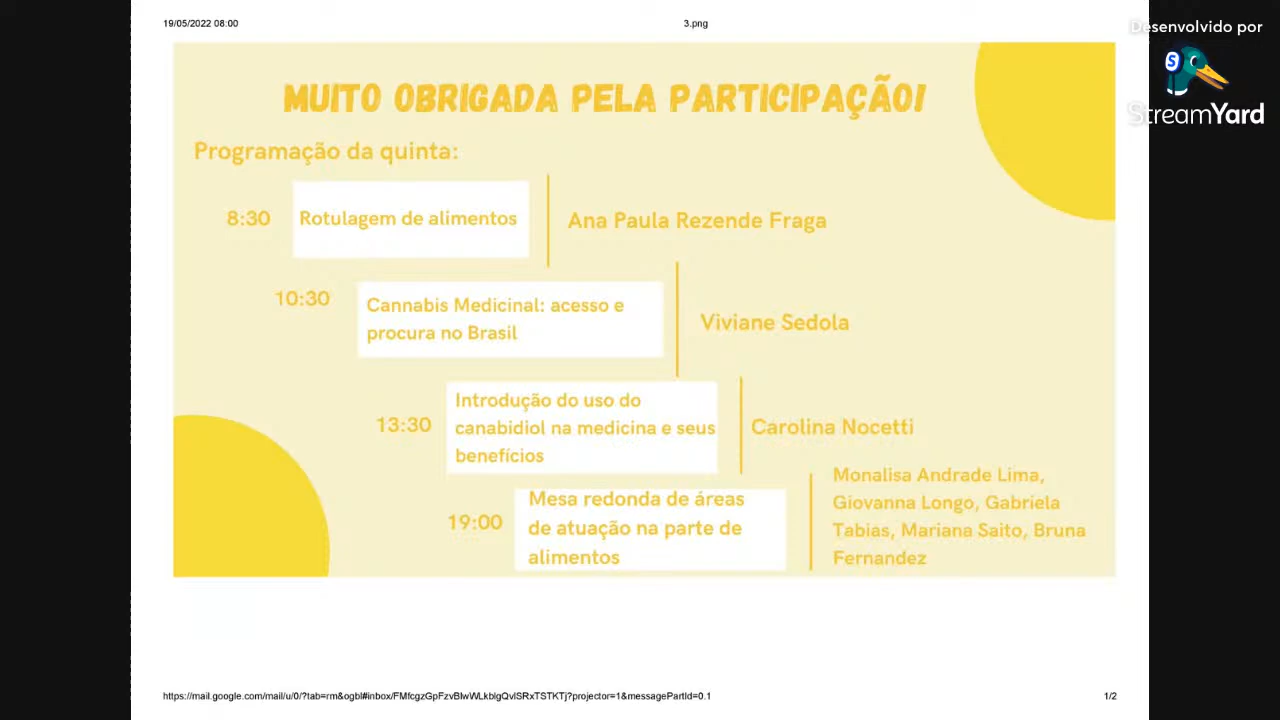 19/05/2022 08:00
3.png
Desenvolvido por
S
StreamYard
MUITO OBRIGADA PELA PARTICIPAÇÃO!
Programação da quinta:
8:30
Rotulagem de alimentos
Ana Paula Rezende Fraga
10:30
Cannabis Medicinal: acesso e
procura no Brasil
Viviane Sedola
13:30
Introdução do uso do
canabidiol na medicina e seus
benefícios
Carolina Nocetti
19:00
Mesa redonda de áreas
de atuação na parte de
alimentos
Monalisa Andrade Lima,
Giovanna Longo, Gabriela
Tabias, Mariana Saito, Bruna
Fernandez
1/2